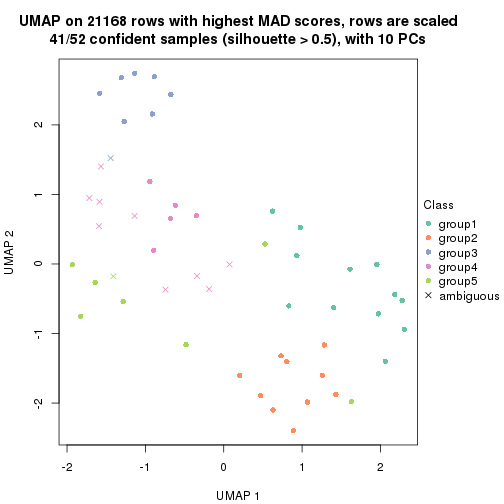 UMAP on 21168 rows with highest MAD scores, rows are scaled
41/52 confident samples (silhouette > 0.5), with 10 PCs
Class
group1
group2
group3
group4
group5
ambiguous
UMAP 2
2
1
0
-1
-2
-2
-1
0
1
2
UMAP 1